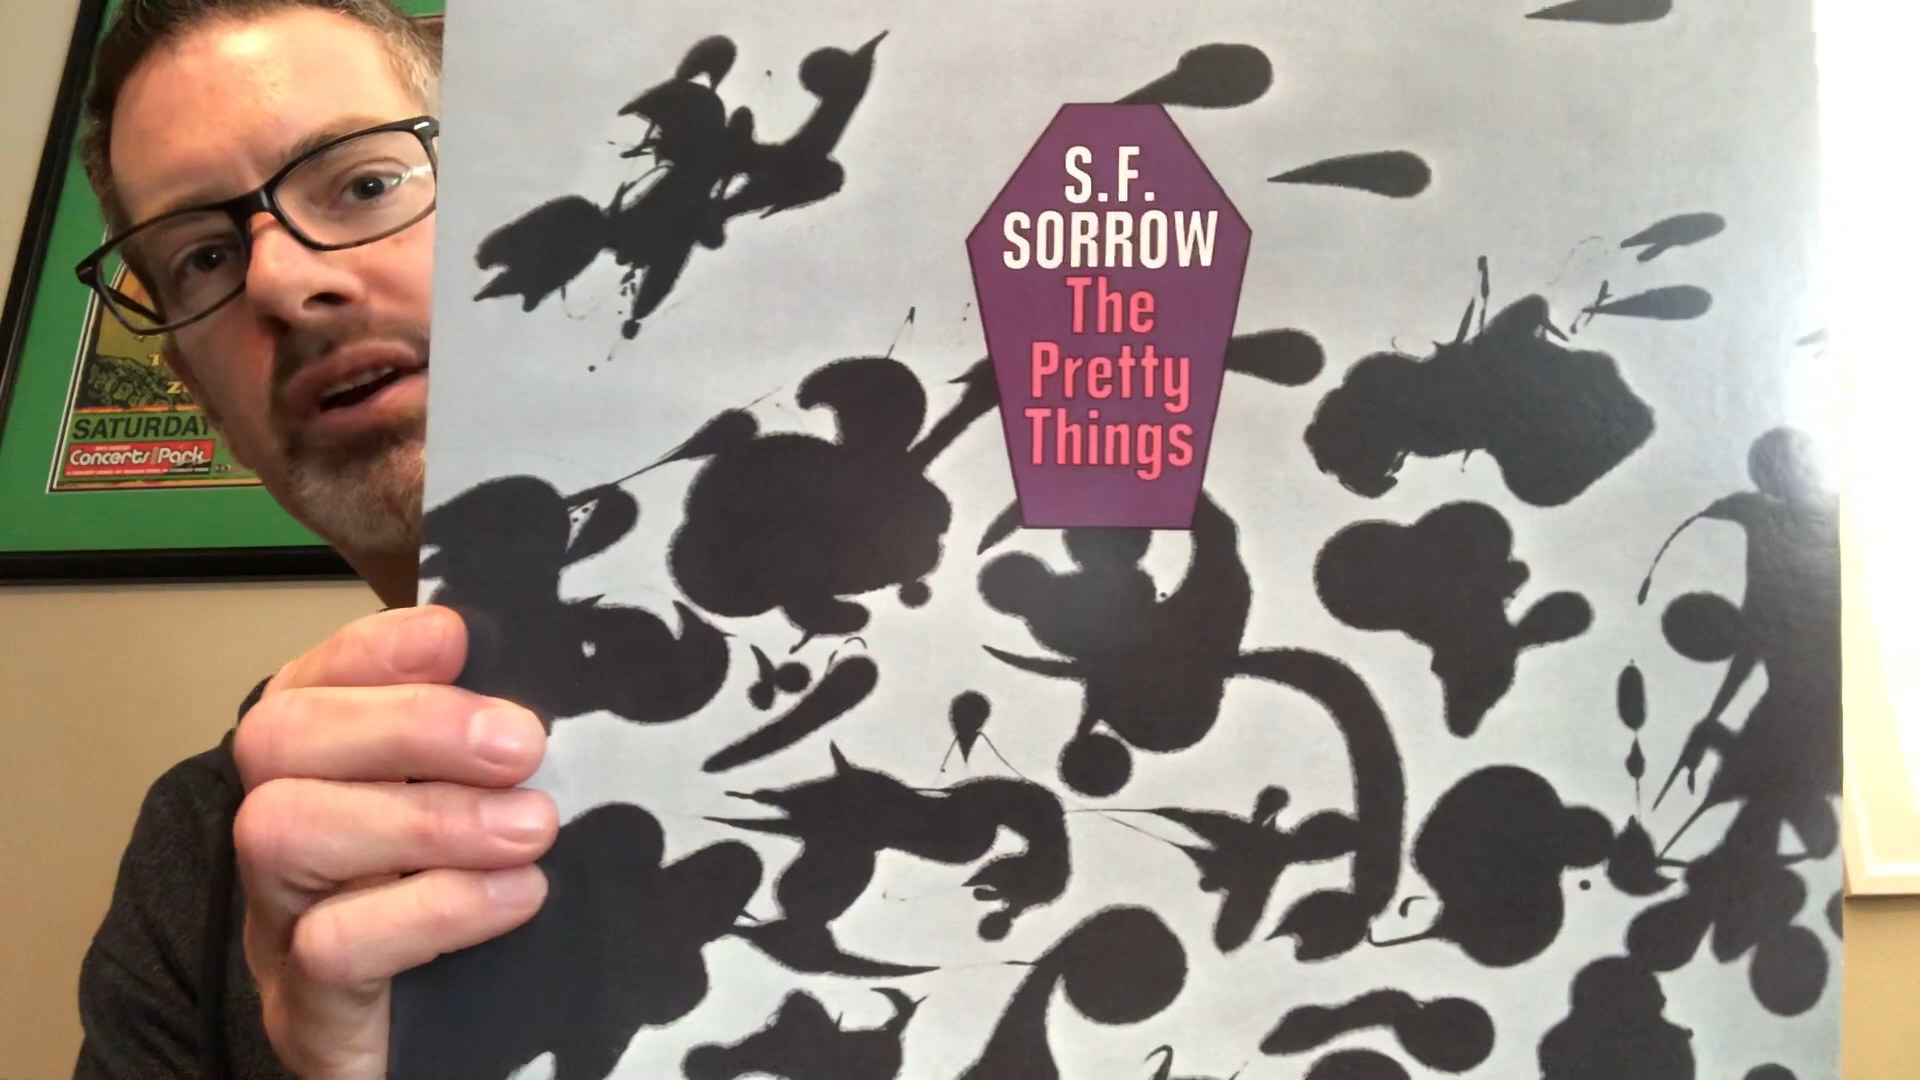 S.F.
SORROW
The
Pretty
Things
SATURDAY
Concerts Park